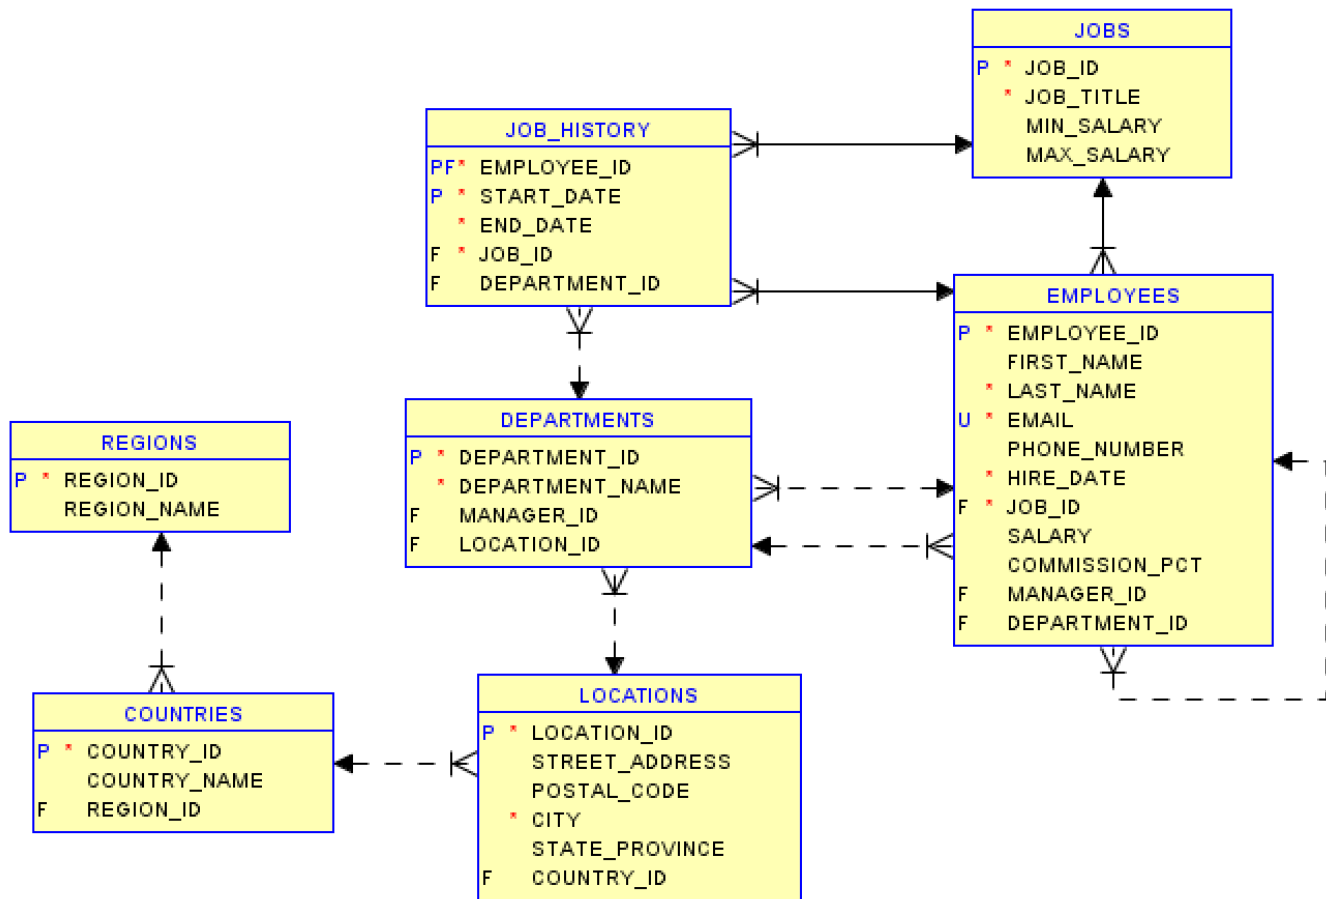 JOBS
P * JOB_ID
* JOB_TITLE
MIN_SALARY
MAX_SALARY
JOB_HISTORY
PF* EMPLOYEE_ID
P * START_DATE
* END_DATE
F * JOB_ID
F DEPARTMENT_ID
EMPLOYEES
P * EMPLOYEE_ID
FIRST_NAME
* LAST_NAME
U * EMAIL
PHONE_NUMBER
* HIRE_DATE
F * JOB_ID
SALARY
COMMISSION_PCT
F MANAGER_ID
F DEPARTMENT_ID
DEPARTMENTS
P * DEPARTMENT_ID
* DEPARTMENT_NAME
F MANAGER_ID
F LOCATION_ID
REGIONS
P * REGION_ID
REGION_NAME
COUNTRIES
P * COUNTRY_ID
COUNTRY_NAME
F REGION_ID
LOCATIONS
P * LOCATION_ID
STREET_ADDRESS
POSTAL_CODE
* CITY
STATE_PROVINCE
F COUNTRY_ID